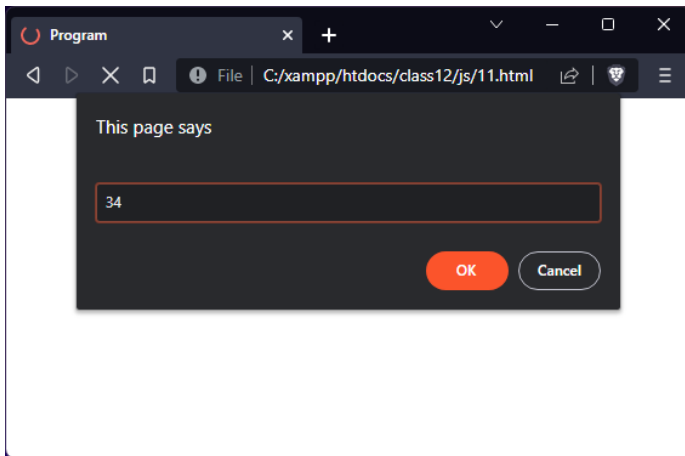 Program
File C:/xampp/htdocs/class12/js/11.html
This page says
34
OK Cancel